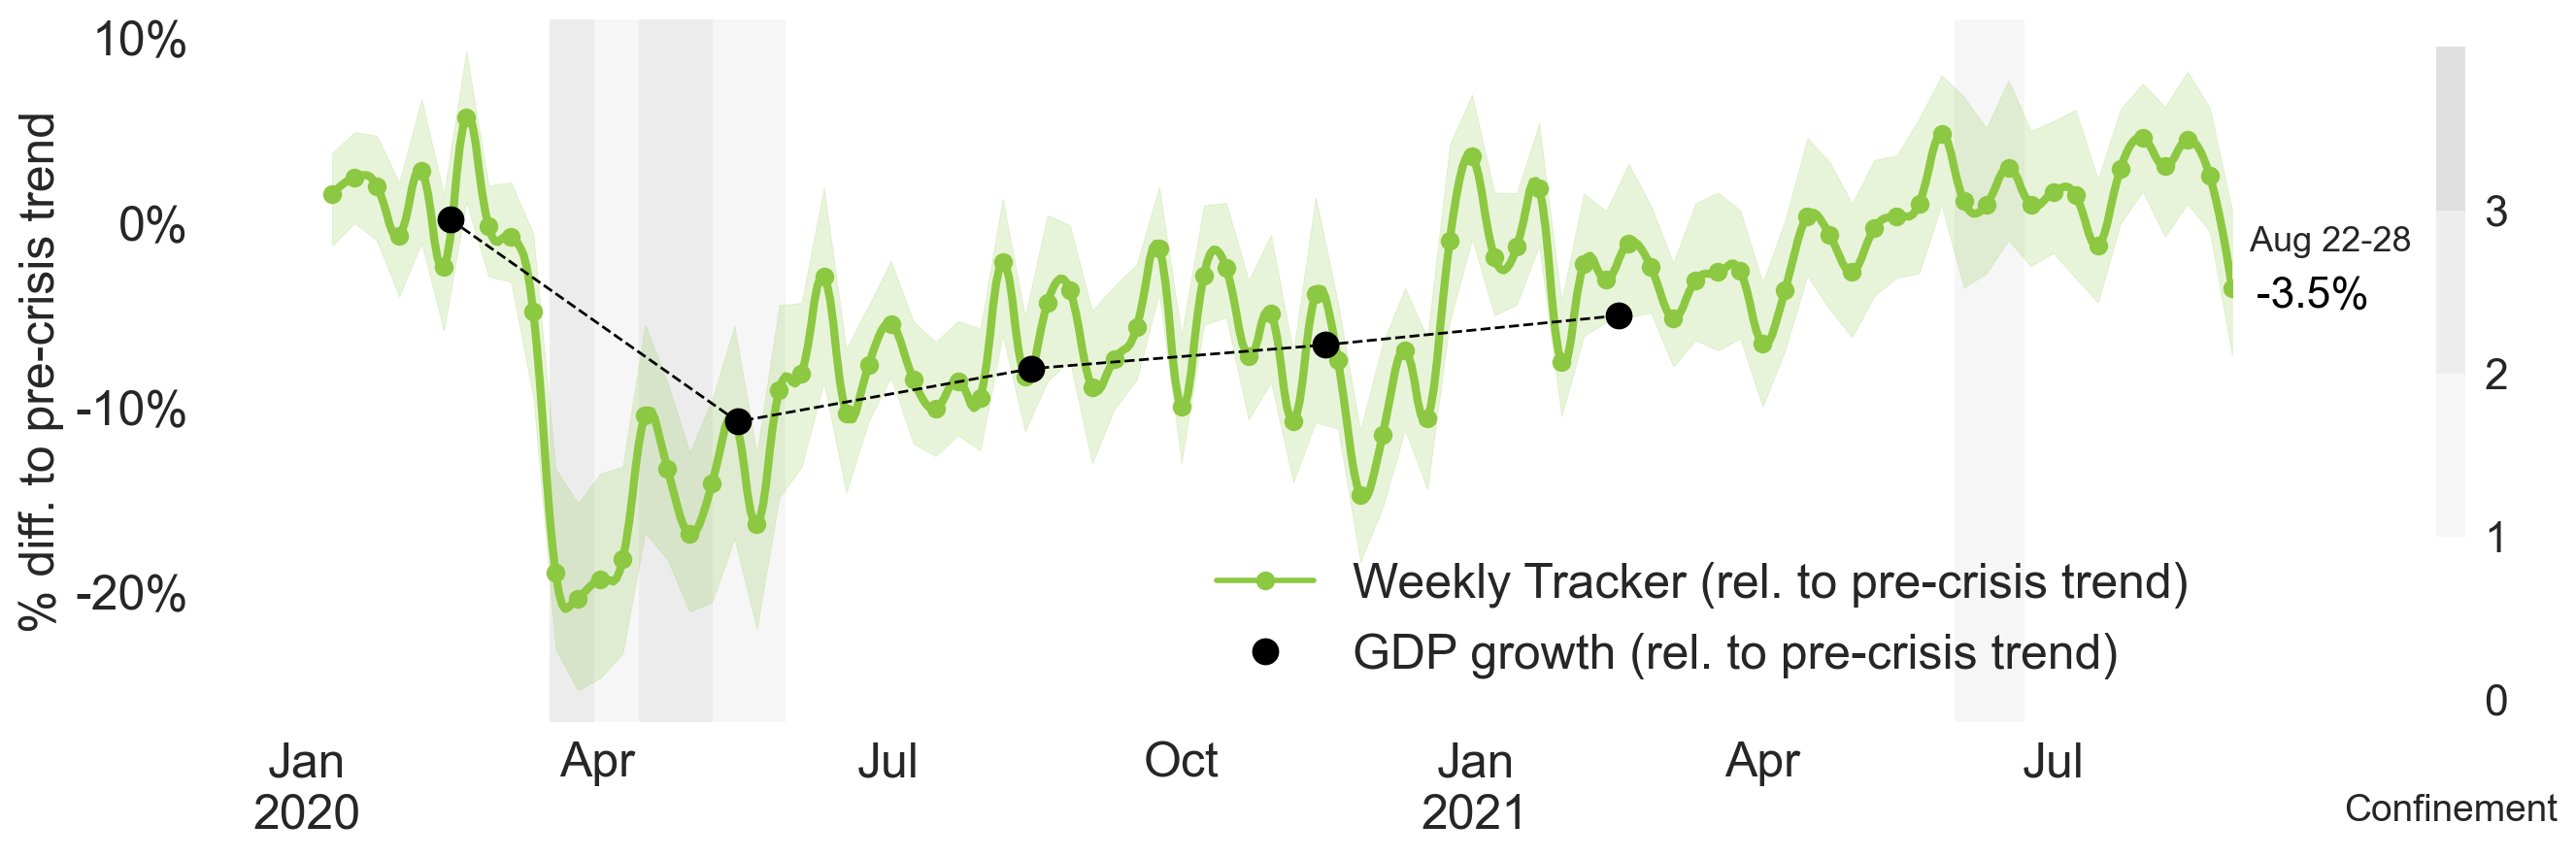 % diff. to pre-crisis trend
10%
0%
-10%
-20%
Aug 22-28
-3.5%
Weekly Tracker (rel. to pre-crisis trend)
GDP growth (rel. to pre-crisis trend)
Jan
2020
Apr
Jul
Oct
Jan
2021
Apr
Jul
3
2
1
0
Confinement